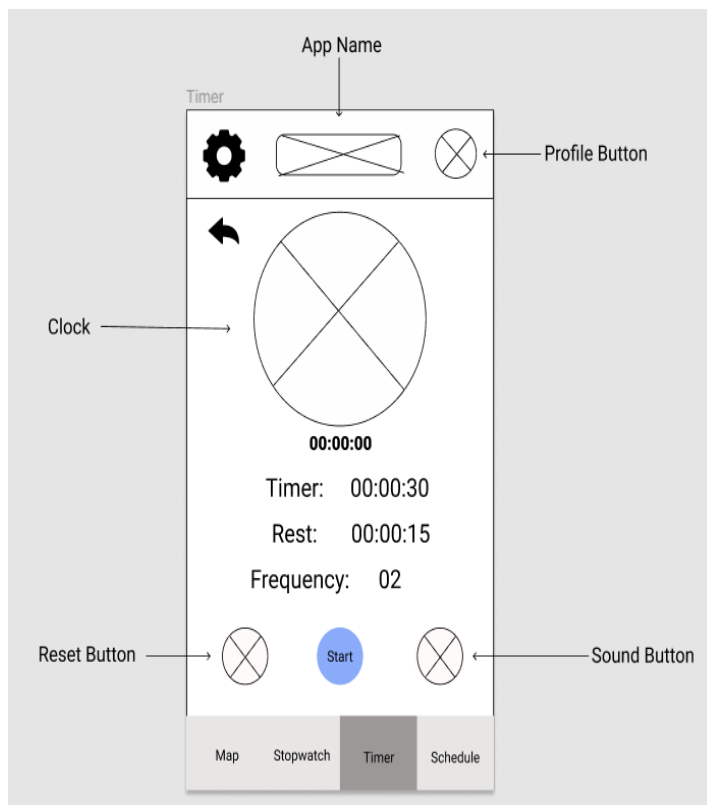 App Name
Timer
Profile Button
Clock
00:00:00
Timer: 00:00:30
Rest: 00:00:15
Frequency: 02
Reset Button
Start
Sound Button
Map Stopwatch Timer Schedule